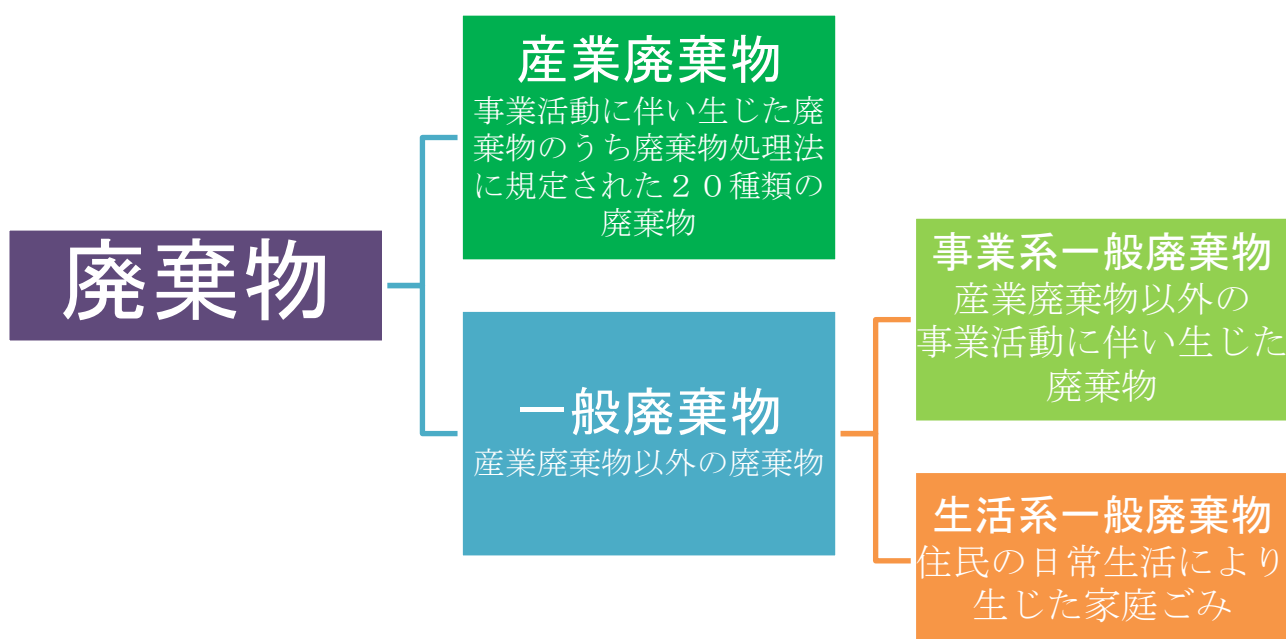 廃棄物
産業廃棄物
事業活動に伴い生じた廃
棄物のうち廃棄物処理法
に規定された２０種類の
廃棄物
一般廃棄物
産業廃棄物以外の廃棄物
事業系一般廃棄物
産業廃棄物以外の
事業活動に伴い生じた
廃棄物
生活系一般廃棄物
住民の日常生活により
生じた家庭ごみ